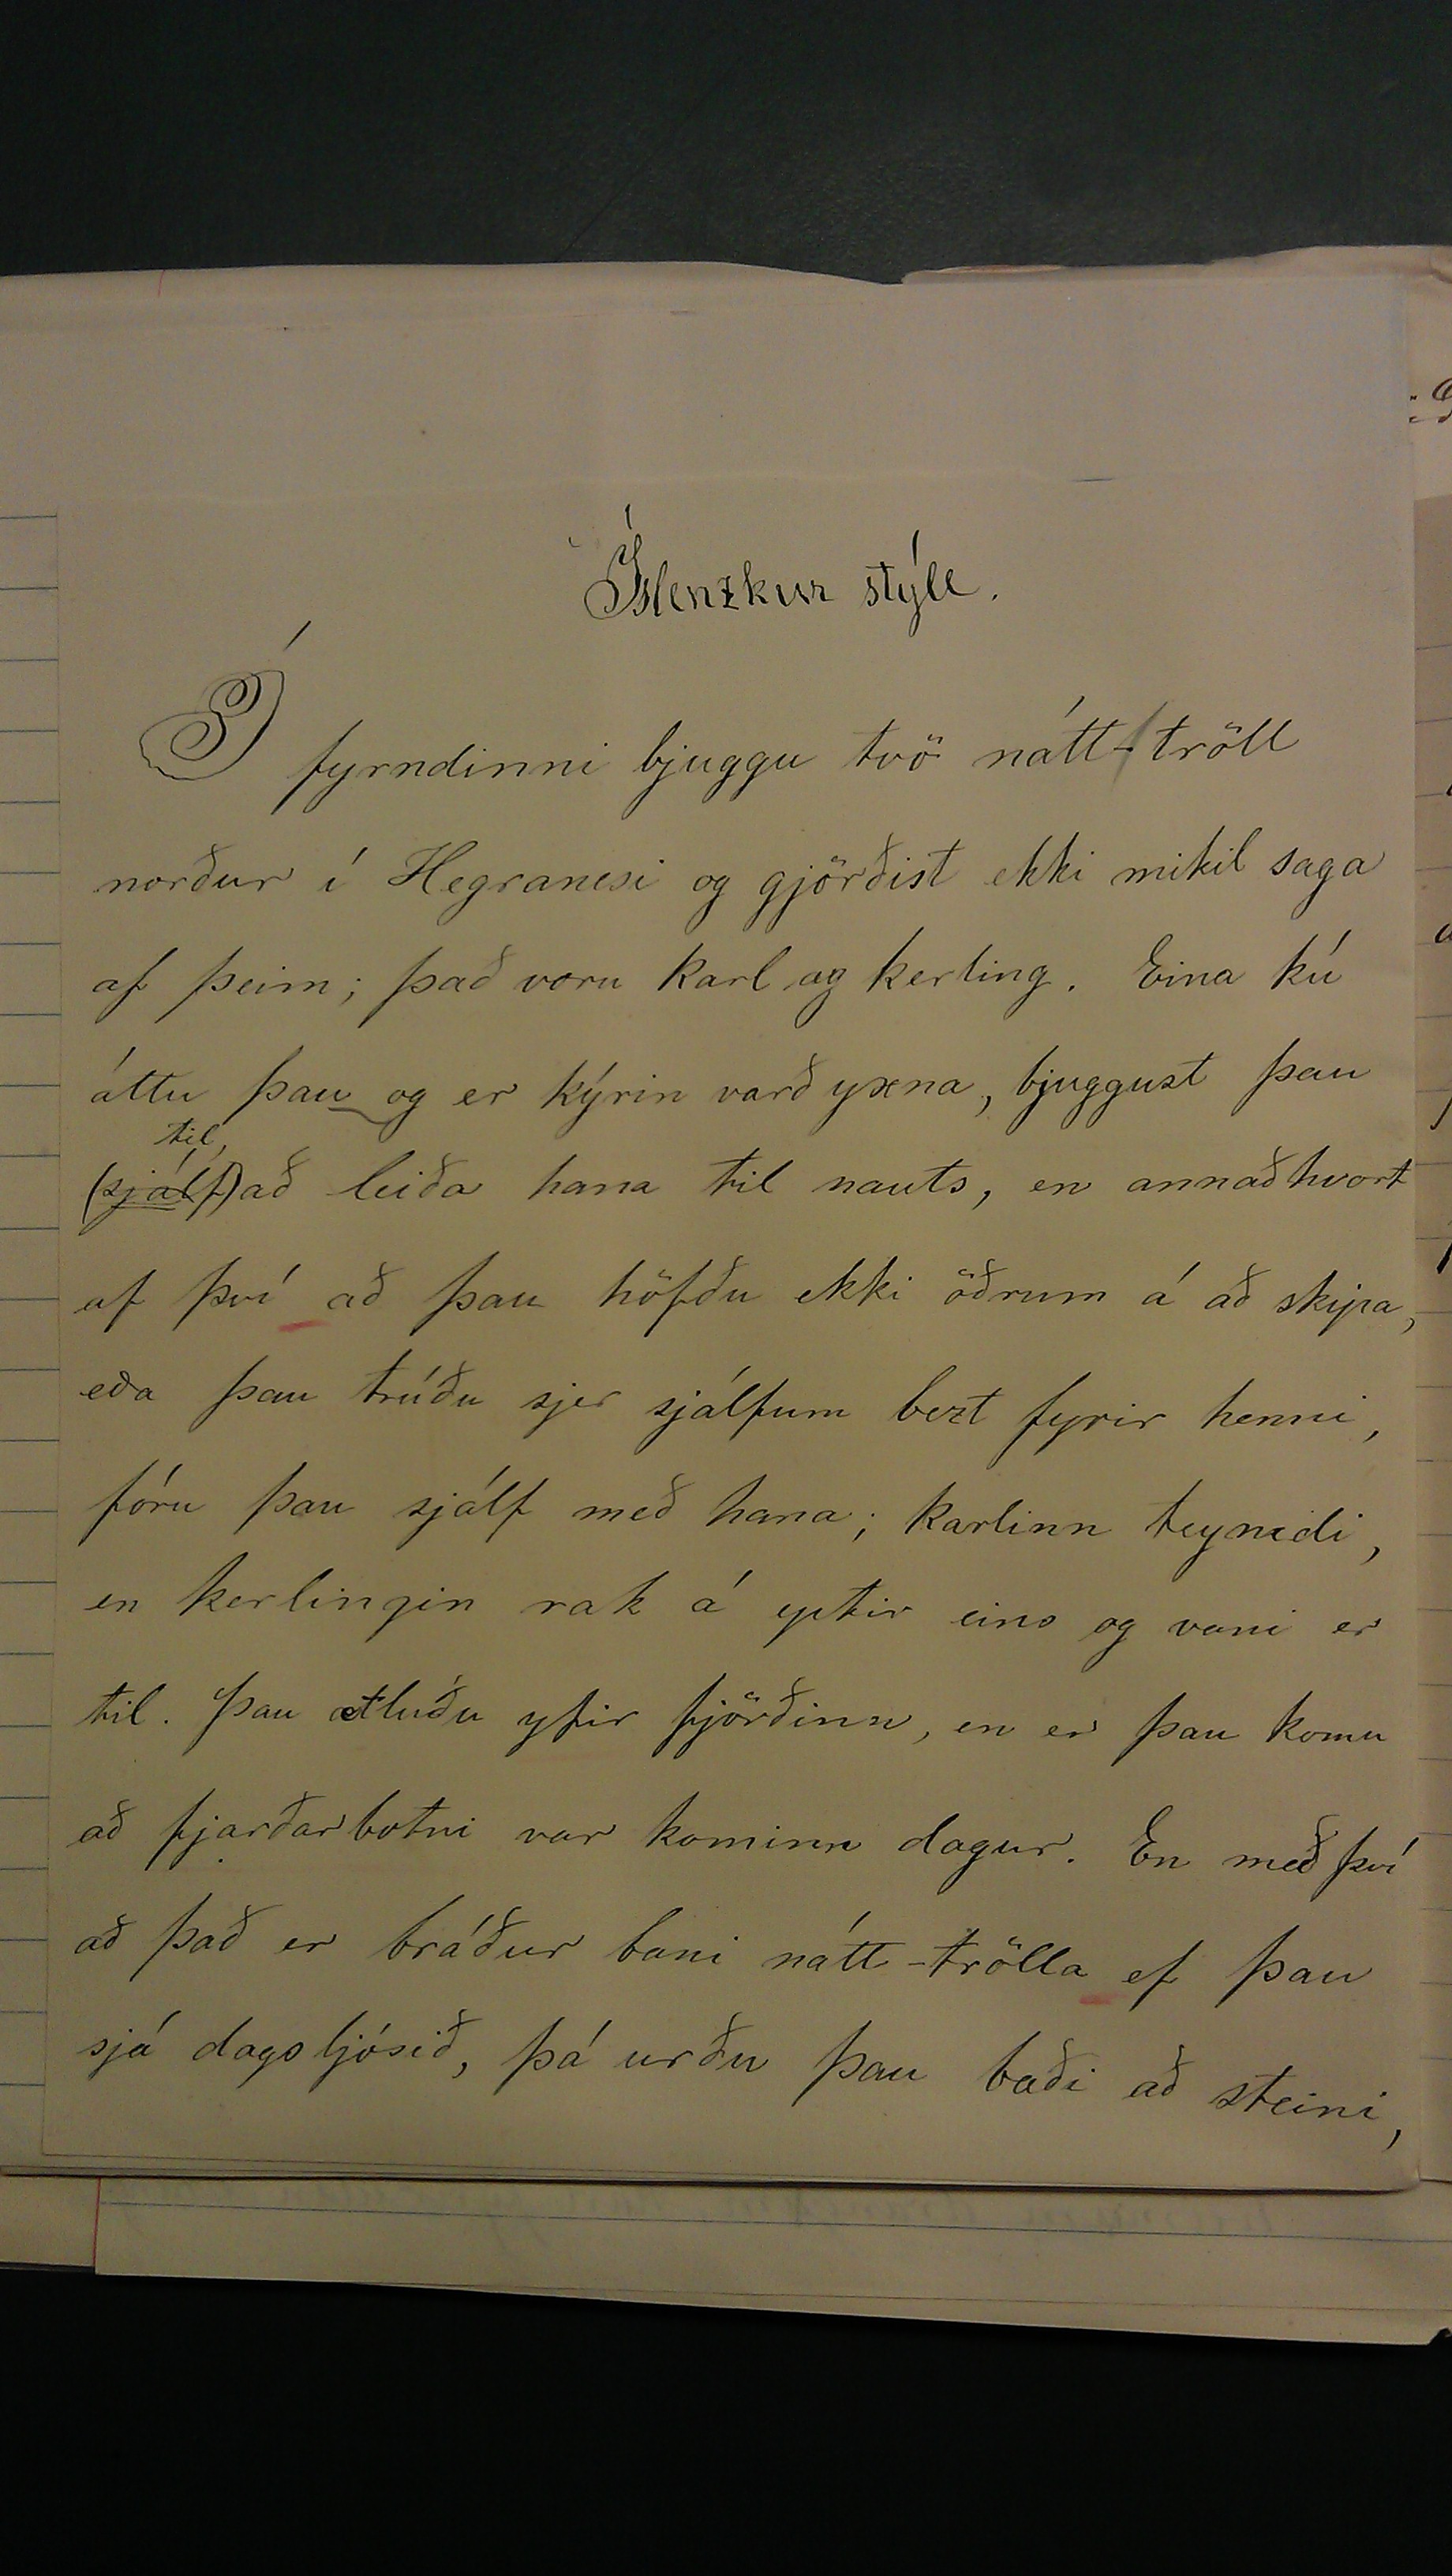 Íslenzkur stýll.
Í fyrndinni bjuggu tvö nátt-tröll
norður í Hegranesi og gjörðist ekki mikil saga
af þeim; það voru karl og kerling. Eina kú
áttu þau og er kýrin varð yxna, bjuggust þau
til
(sjálf) að leiða hana til nauts, en annaðhvort
af því að þau höfðu ekki öðrum á að skipa,
eða þau trúðu sjer sjálfum bezt fyrir henni,
fóru þau sjálf með hana; karlinn teymdi,
en kerlingin rak á eptir eins og vani er
til. Þau ætluðu yfir fjörðinn, en er þau komu
að fjarðarbotni var kominn dagur. En með því
að það er bráður bani nátt-trölla ef þau
sjá dagsljósið, þá urðu þau bæði að steini,